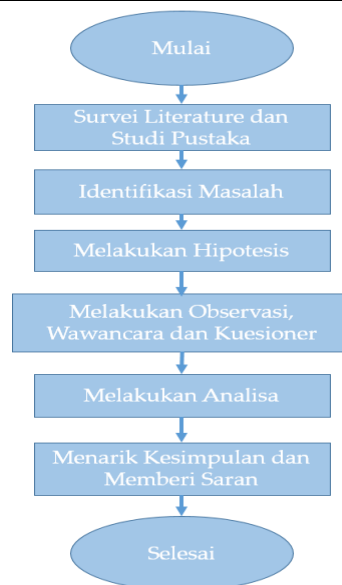 Mulai
Survei Literature dan
Studi Pustaka
Identifikasi Masalah
Melakukan Hipotesis
Melakukan Observasi,
Wawancara dan Kuesioner
Melakukan Analisa
Menarik Kesimpulan dan
Memberi Saran
Selesai